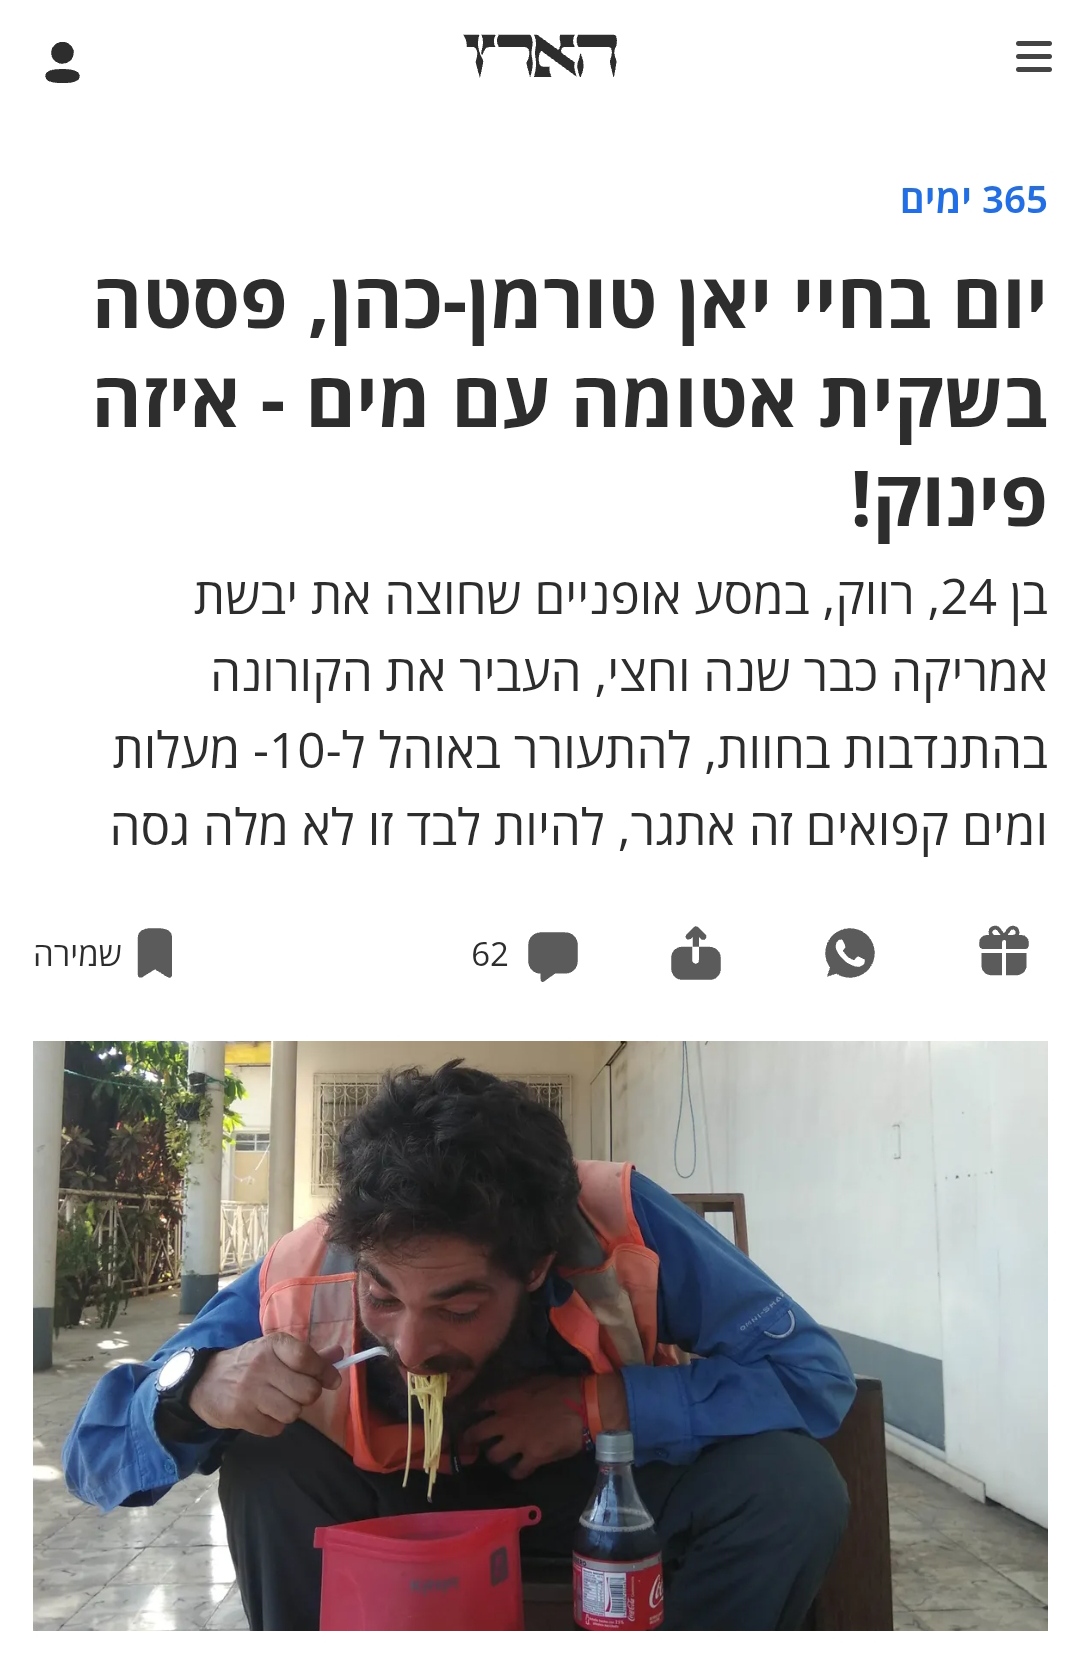 הארץ
365 ימים
יום בחיי יאן טורמן-כהן, פסטה
בשקית אטומה עם מים - איזה
פינוק!
בן 24, רווק, במסע אופניים שחוצה את יבשת
אמריקה כבר שנה וחצי, העביר את הקורונה
בהתנדבות בחוות, להתעורר באוהל ל-10- מעלות
ומים קפואים זה אתגר, להיות לבד זו לא מלה גסה
62
שמירה